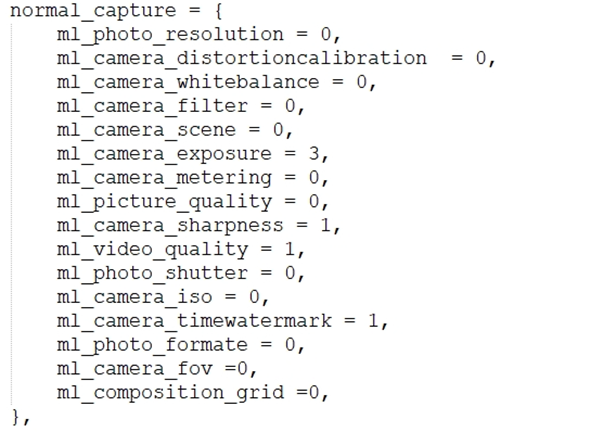 normal_capture = {
    ml_photo_resolution = 0,
    ml_camera_distortioncalibration  = 0,
    ml_camera_whitebalance = 0,
    ml_camera_filter = 0,
    ml_camera_scene = 0,
    ml_camera_exposure = 3,
    ml_camera_metering = 0,
    ml_picture_quality = 0,
    ml_camera_sharpness = 1,
    ml_video_quality = 1,
    ml_photo_shutter = 0,
    ml_camera_iso = 0,
    ml_camera_timewatermark = 1,
    ml_photo_formate = 0,
    ml_camera_fov =0,
    ml_composition_grid =0,
},